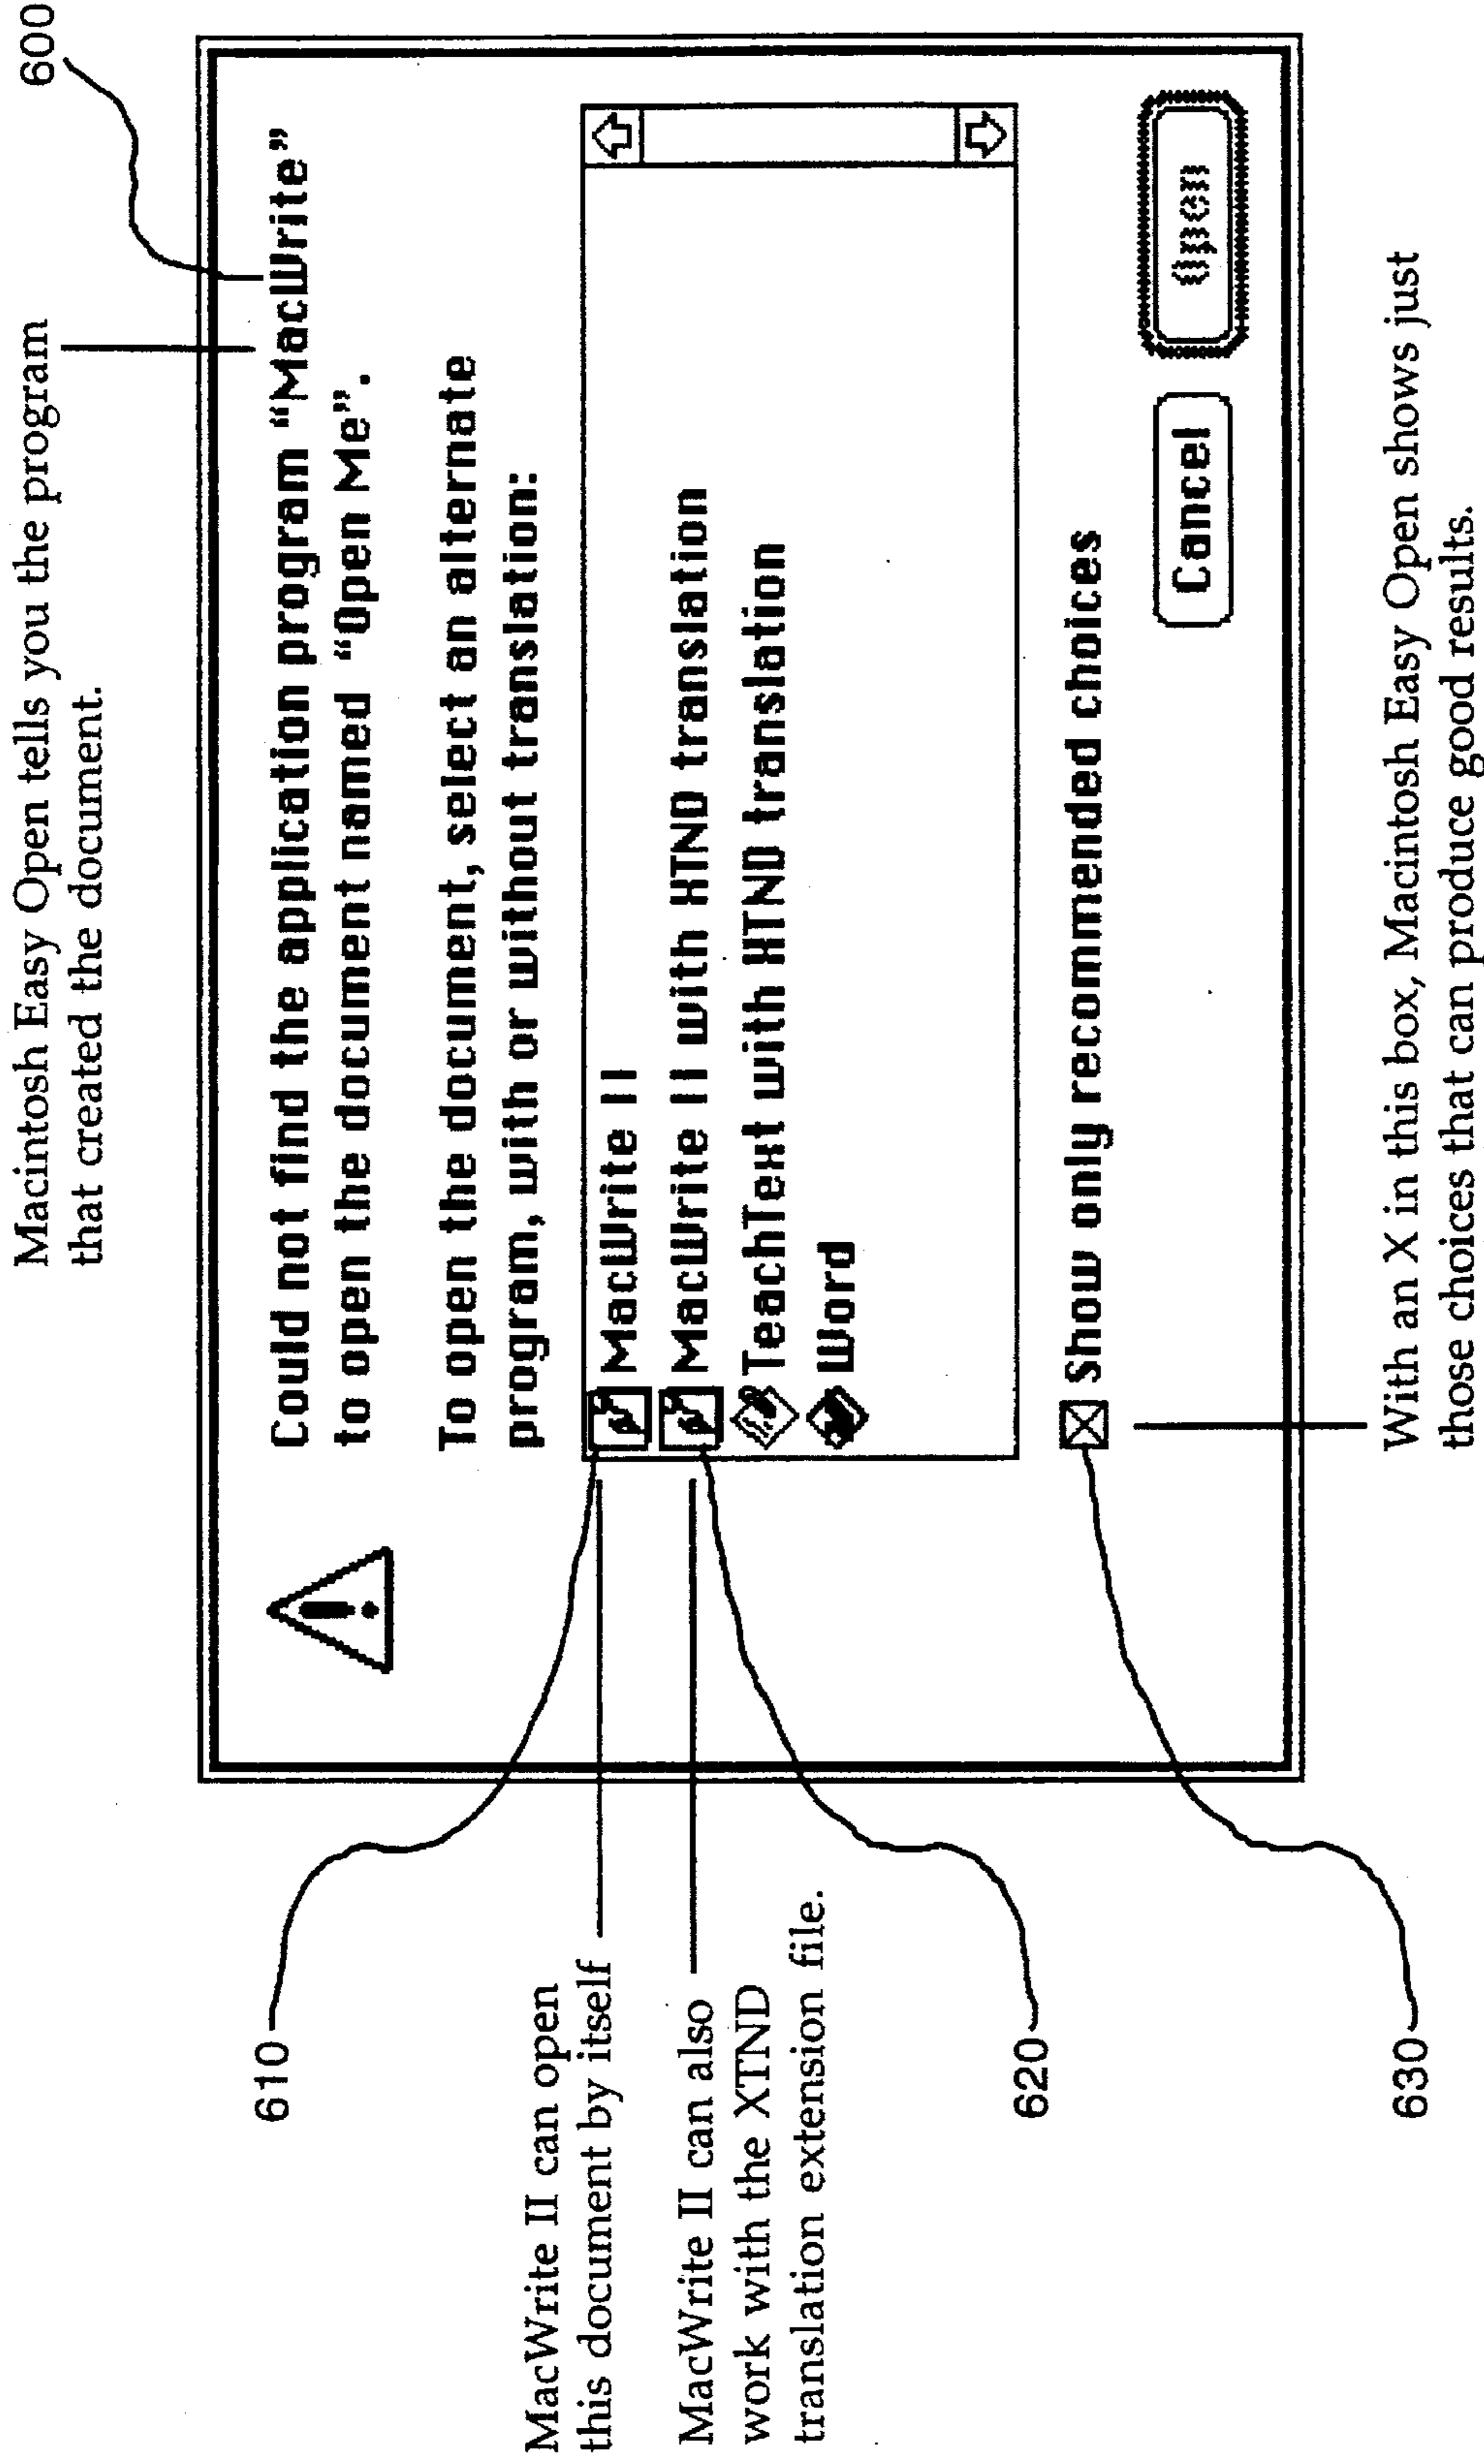 600
Macintosh Easy Open tells you the program
that created the document.
Could not find the application program “MacWrite”
to open the document named “Open Me”.
To open the document, select an alternate
program, with or without translation:
610
MacWrite II can open
this document by itself
MacWrite II can also
work with the XTND
translation extension file.
620
MacWrite II
MacWrite II with XTND translation
TeachText with XTND translation
Word
630
Show only recommended choices
Cancel
Open
With an X in this box, Macintosh Easy Open shows just
those choices that can produce good results.